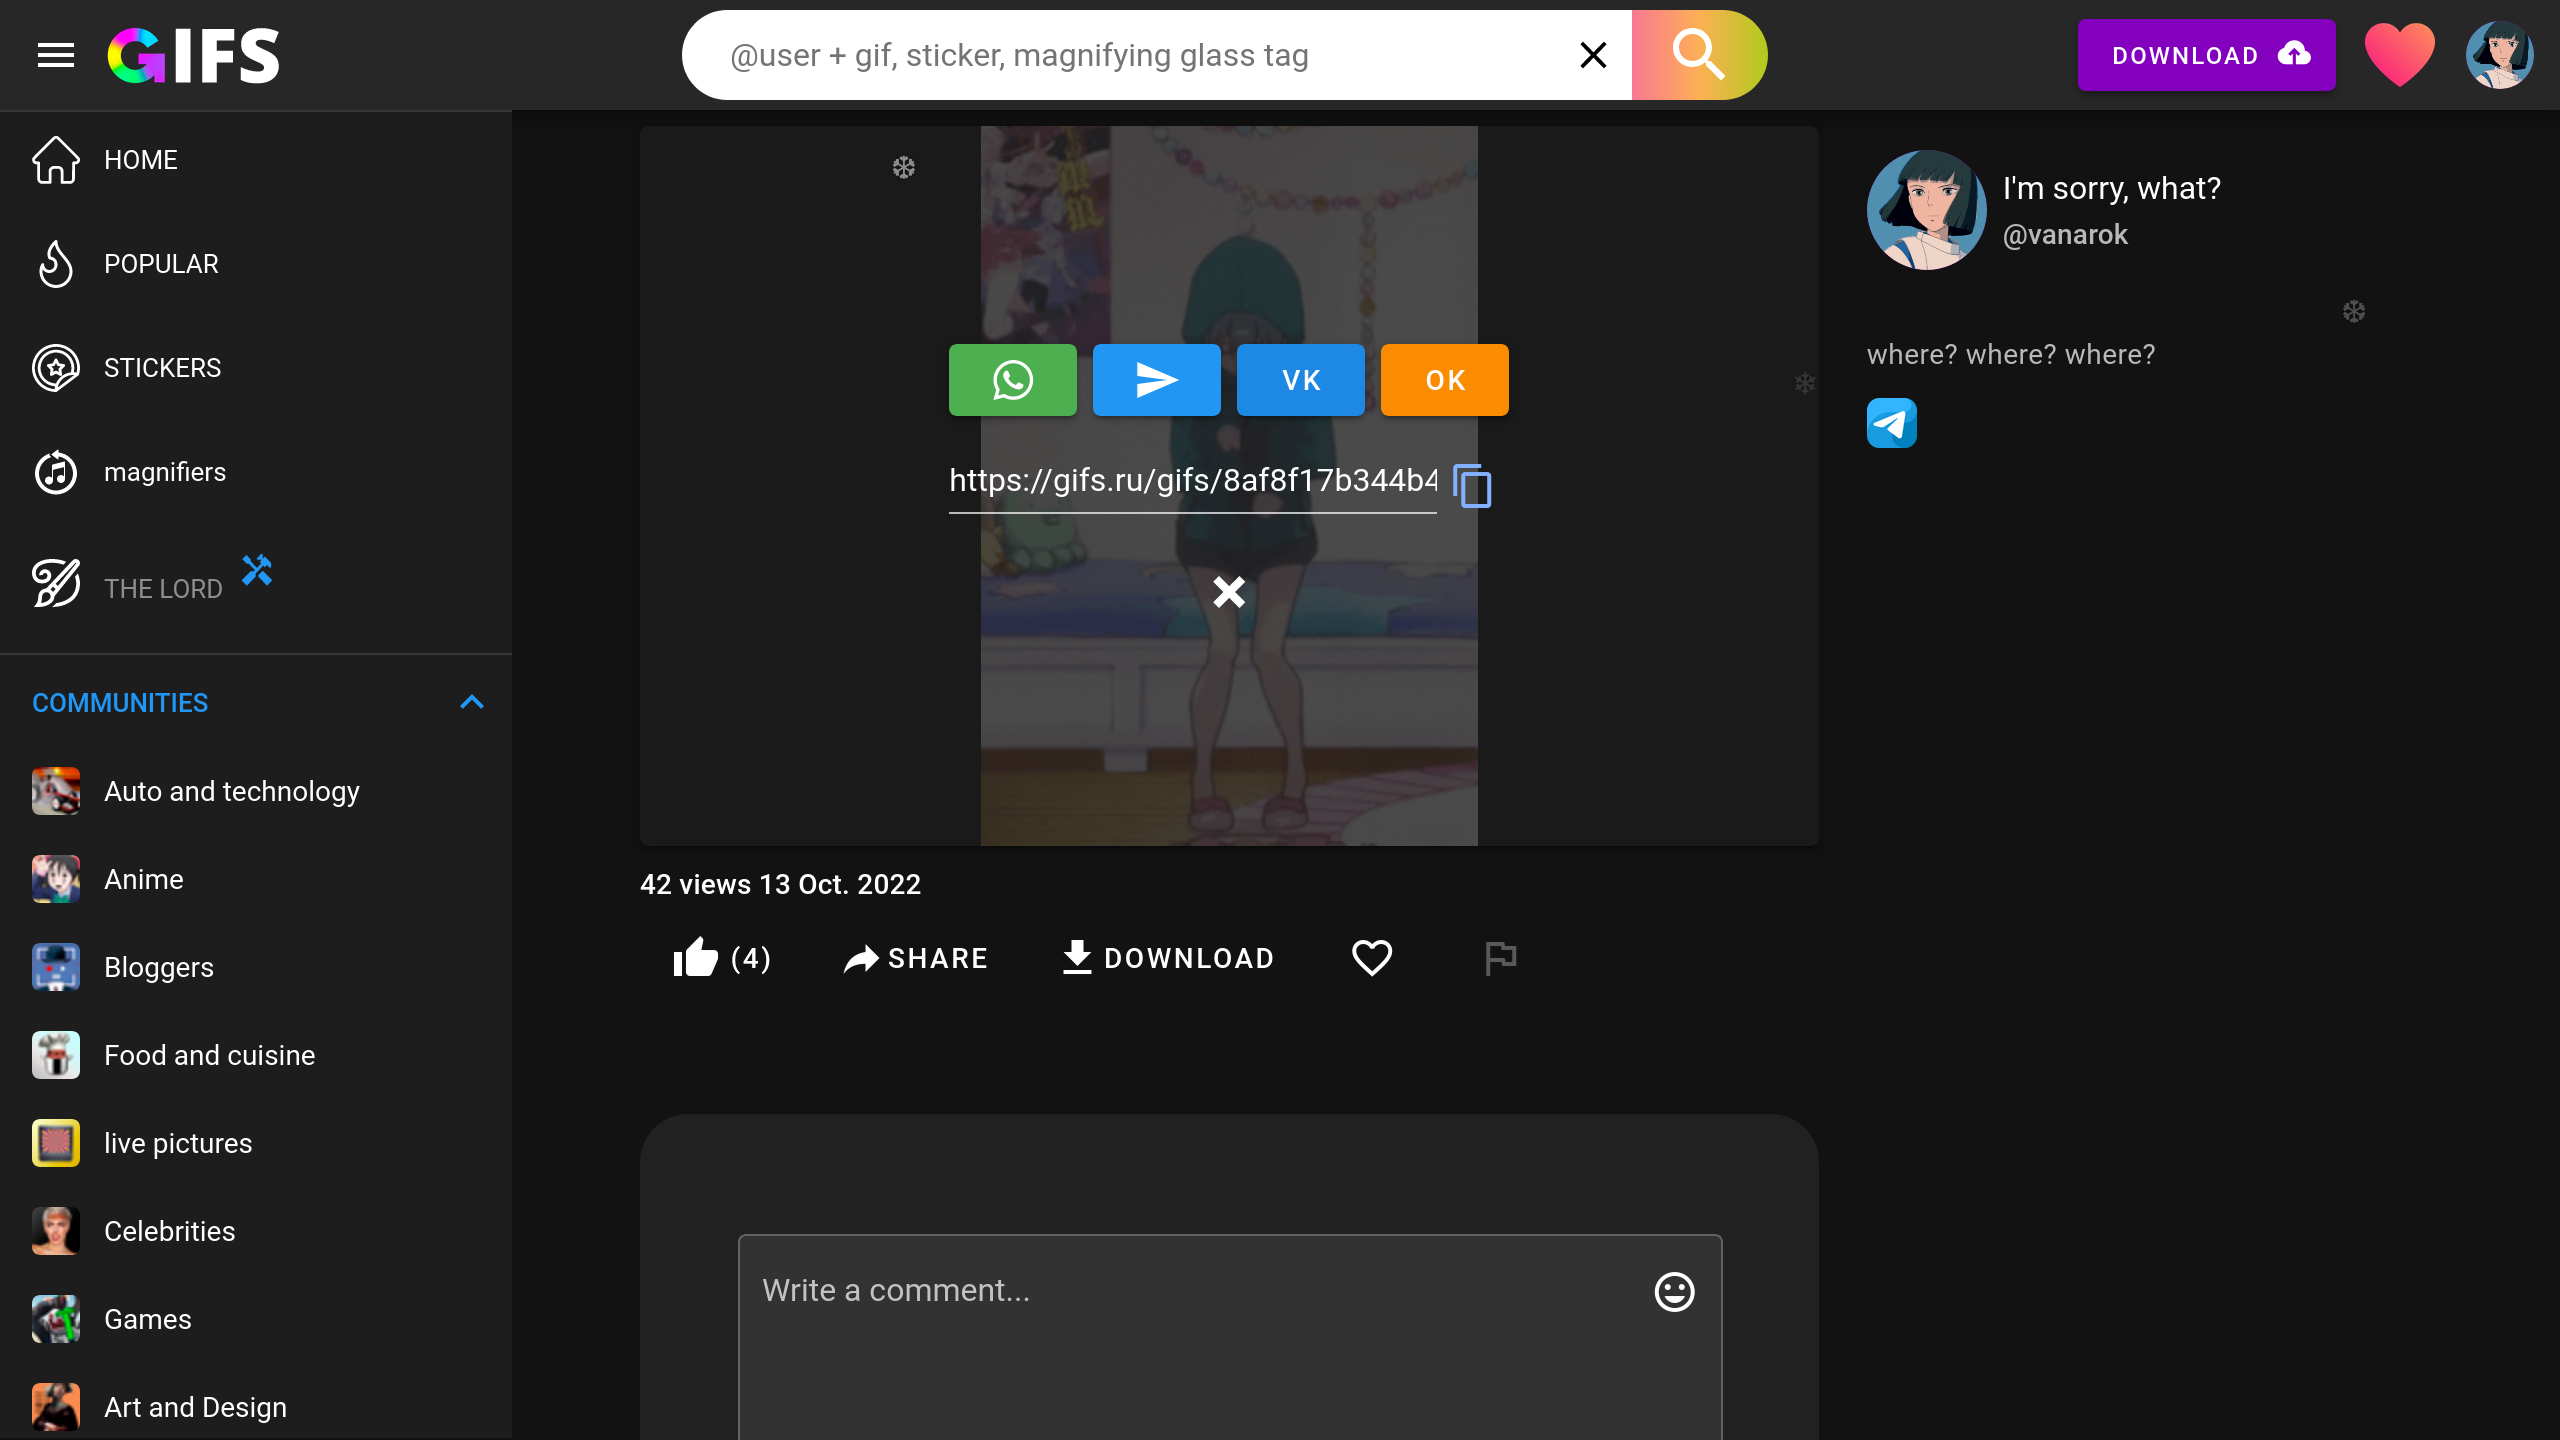 GIFS
@user + gif, sticker, magnifying glass tag
DOWNLOAD
HOME
POPULAR
STICKERS
magnifiers
THE LORD
COMMUNITIES
Auto and technology
Anime
Bloggers
Food and cuisine
live pictures
Celebrities
Games
Art and Design
VK
OK
https://gifs.ru/gifs/8af8f17b344b4
42 views 13 Oct. 2022
(4)
SHARE
DOWNLOAD
Write a comment...
I'm sorry, what?
@vanarok
where? where? where?